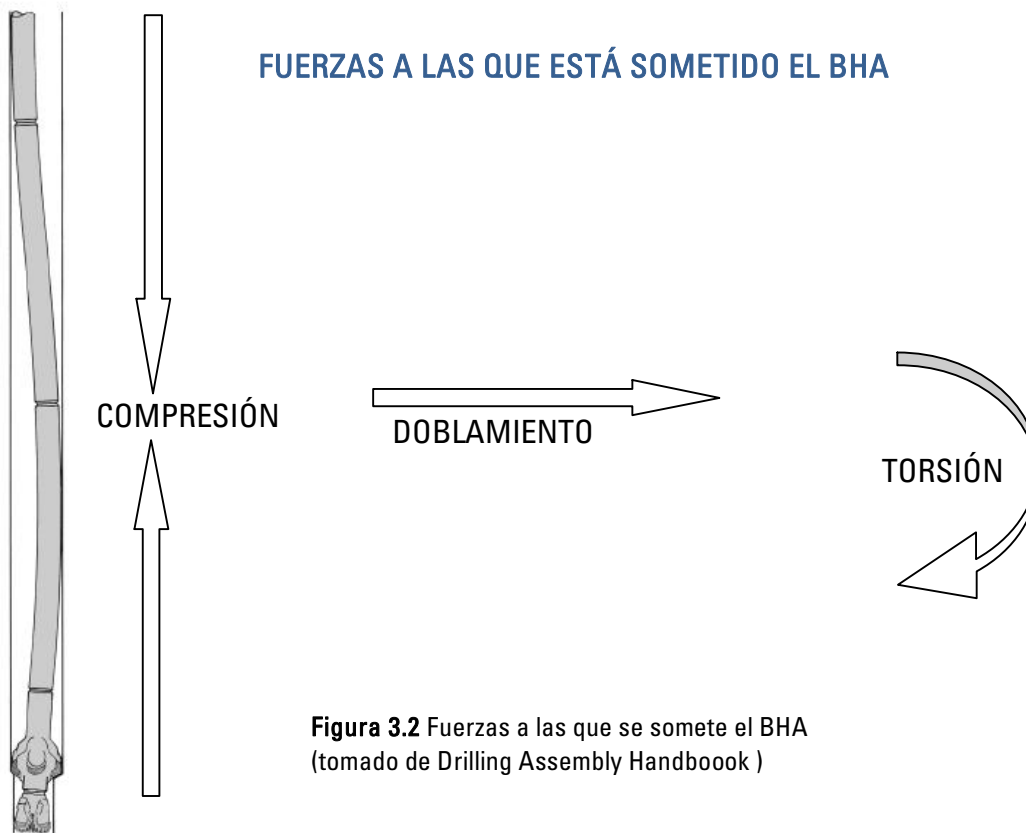 FUERZAS A LAS QUE ESTÁ SOMETIDO EL BHA
COMPRESIÓN
DOBLAMIENTO
TORSIÓN
Figura 3.2 Fuerzas a las que se somete el BHA
(tomado de Drilling Assembly Handboook )